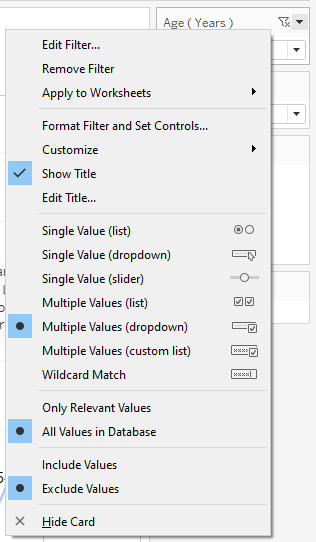 Age ( Years )
Edit Filter...
Remove Filter
Apply to Worksheets
Format Filter and Set Controls...
Customize
Show Title
Edit Title...
Single Value (list)
Single Value (dropdown)
Single Value (slider)
Multiple Values (list)
Multiple Values (dropdown)
Multiple Values (custom list)
Wildcard Match
Only Relevant Values
All Values in Database
Include Values
Exclude Values
Hide Card